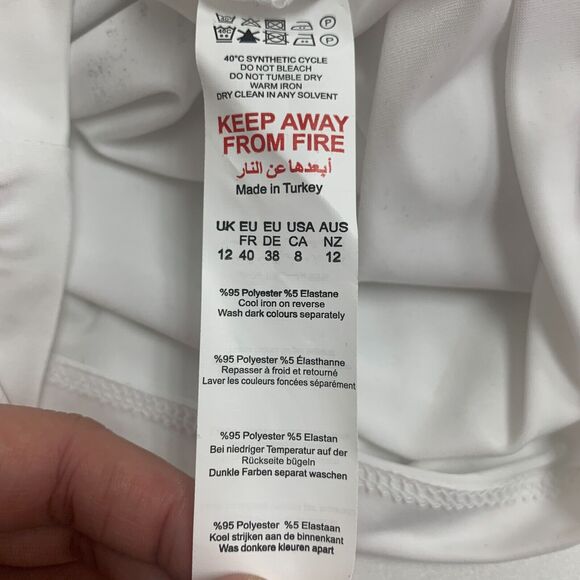 30
P
40C
P
40°C SYNTHETIC CYCLE
DO NOT BLEACH
DO NOT TUMBLE DRY
WARM IRON
DRY CLEAN IN ANY SOLVENT
KEEP AWAY
FROM FIRE
أبعدها عن النار
Made in Turkey
UK EU EU USA AUS
FR DE CA NZ
12 40 38 8 12
%95 Polyester %5 Elastane
Cool iron on reverse
Wash dark colours separately
%95 Polyester %5 Élasthanne
Repasser à froid et retourné
Laver les couleurs foncées séparément
%95 Polyester %5 Elastan
Bei niedriger Temperatur auf der
Rückseite bügeln
Dunkle Farben separat waschen
%95 Polyester %5 Elastaan
Koel strijken aan de binnenkant
Was donkere kleuren apart